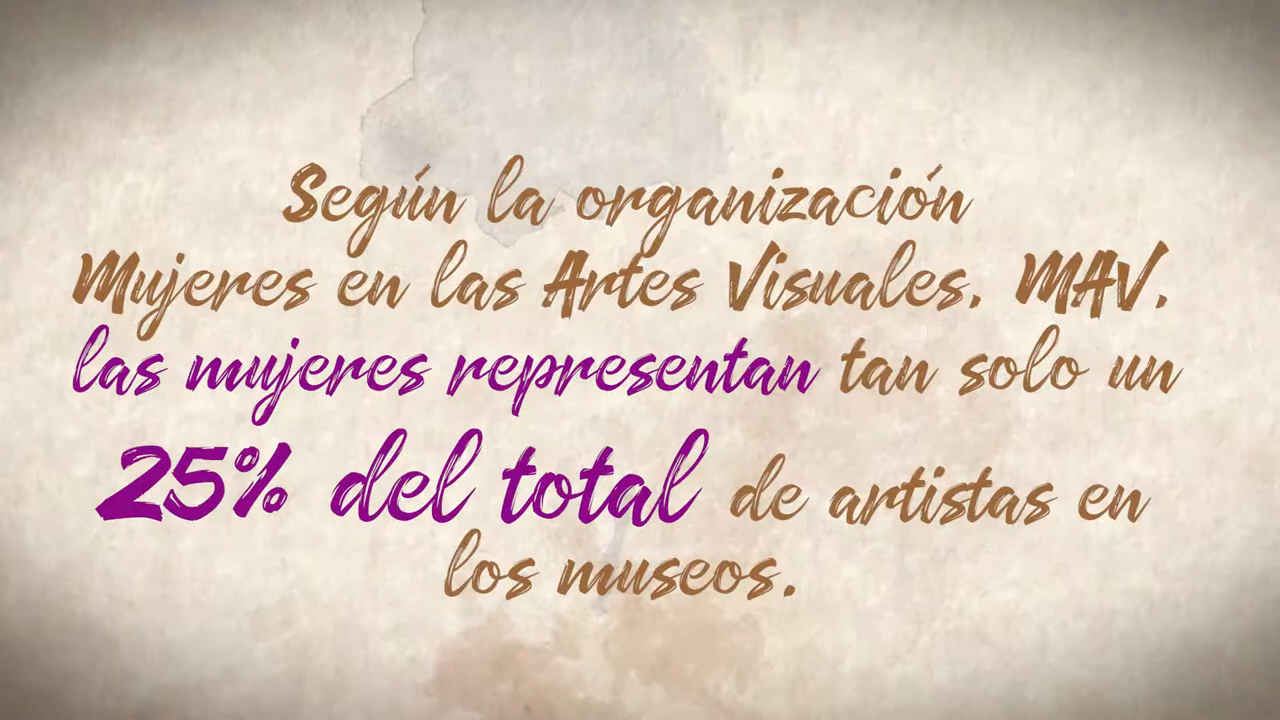 Según la organización
Mujeres en las Artes Visuales, MAV,
las mujeres representan tan solo un
25% del total de artistas en
los museos.